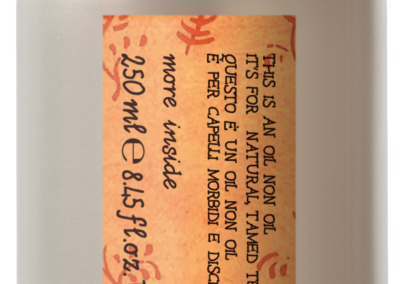 THIS IS AN OIL NON OIL
IT'S FOR NATURAL, TAMED
QUESTO È UN OIL NON OIL
È PER CAPELLI MORBIDI E
more inside
250 ml e 8.45 fl.oz.